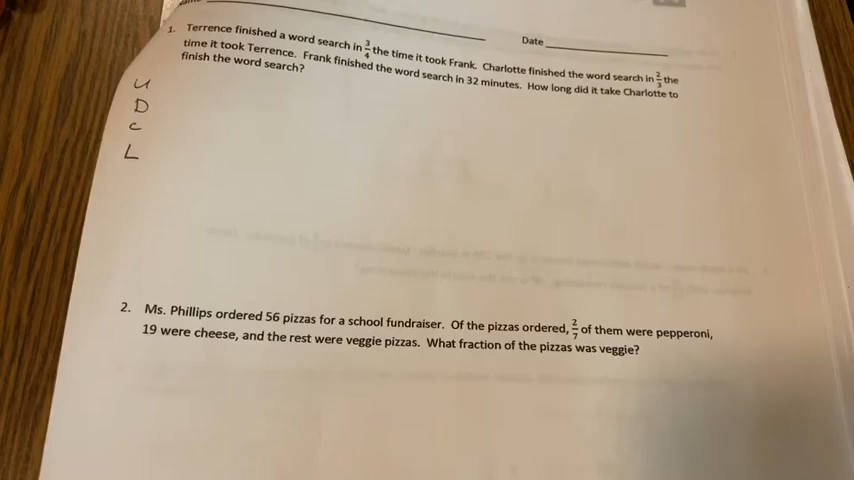 Date
1. Terrence finished a word search in 3/4 the time it took Frank. Charlotte finished the word search in 2/3 the
time it took Terrence. Frank finished the word search in 32 minutes. How long did it take Charlotte to
finish the word search?
U
D
C
L
2. Ms. Phillips ordered 56 pizzas for a school fundraiser. Of the pizzas ordered, 2/7 of them were pepperoni,
19 were cheese, and the rest were veggie pizzas. What fraction of the pizzas was veggie?